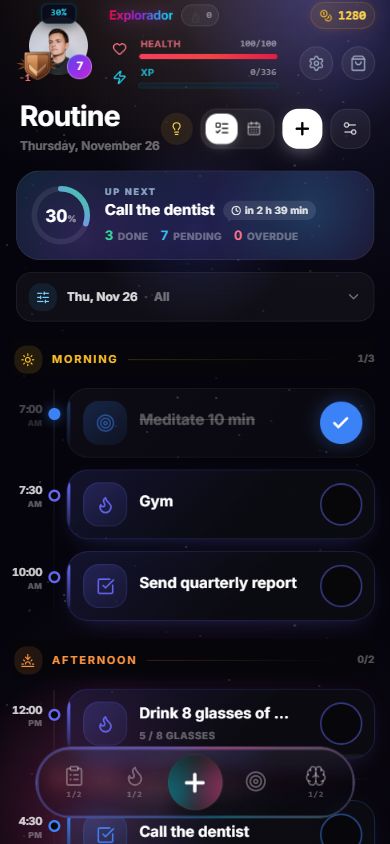 30%
Explorador
0
1280
HEALTH 100/100
XP 0/336
-1
7
Routine
Thursday, November 26
UP NEXT
30%
Call the dentist
in 2 h 39 min
3 DONE 7 PENDING 0 OVERDUE
Thu, Nov 26 · All
MORNING 1/3
7:00 AM
Meditate 10 min
7:30 AM
Gym
10:00 AM
Send quarterly report
AFTERNOON 0/2
12:00 PM
Drink 8 glasses of ...
5 / 8 GLASSES
1/2
1/2
1/2
4:30 PM
Call the dentist